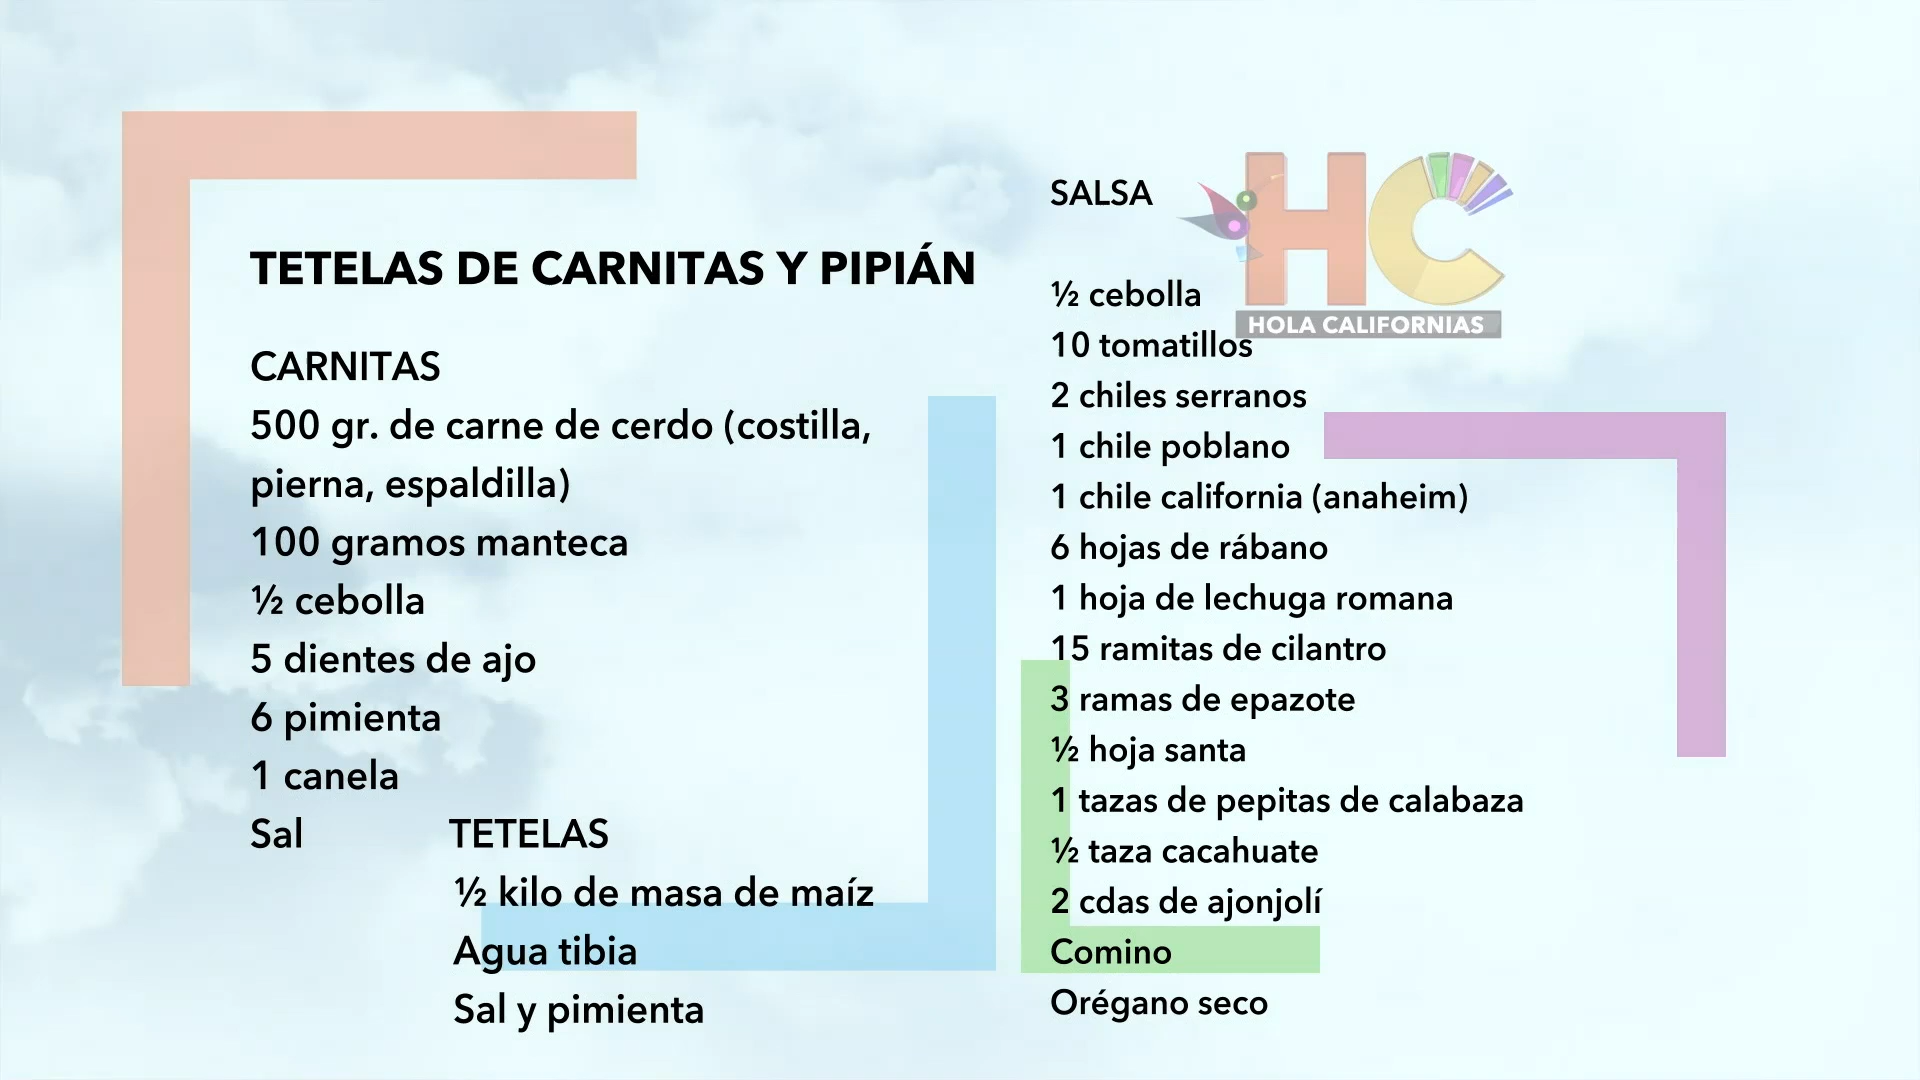 TETELAS DE CARNITAS Y PIPIÁN
CARNITAS
500 gr. de carne de cerdo (costilla,
pierna, espaldilla)
100 gramos manteca
½ cebolla
5 dientes de ajo
6 pimienta
1 canela
Sal
TETELAS
½ kilo de masa de maíz
Agua tibia
Sal y pimienta
SALSA
½ cebolla
10 tomatillos
2 chiles serranos
1 chile poblano
1 chile california (anaheim)
6 hojas de rábano
1 hoja de lechuga romana
15 ramitas de cilantro
3 ramas de epazote
½ hoja santa
1 tazas de pepitas de calabaza
½ taza cacahuate
2 cdas de ajonjolí
Comino
Orégano seco
HC
HOLA CALIFORNIAS